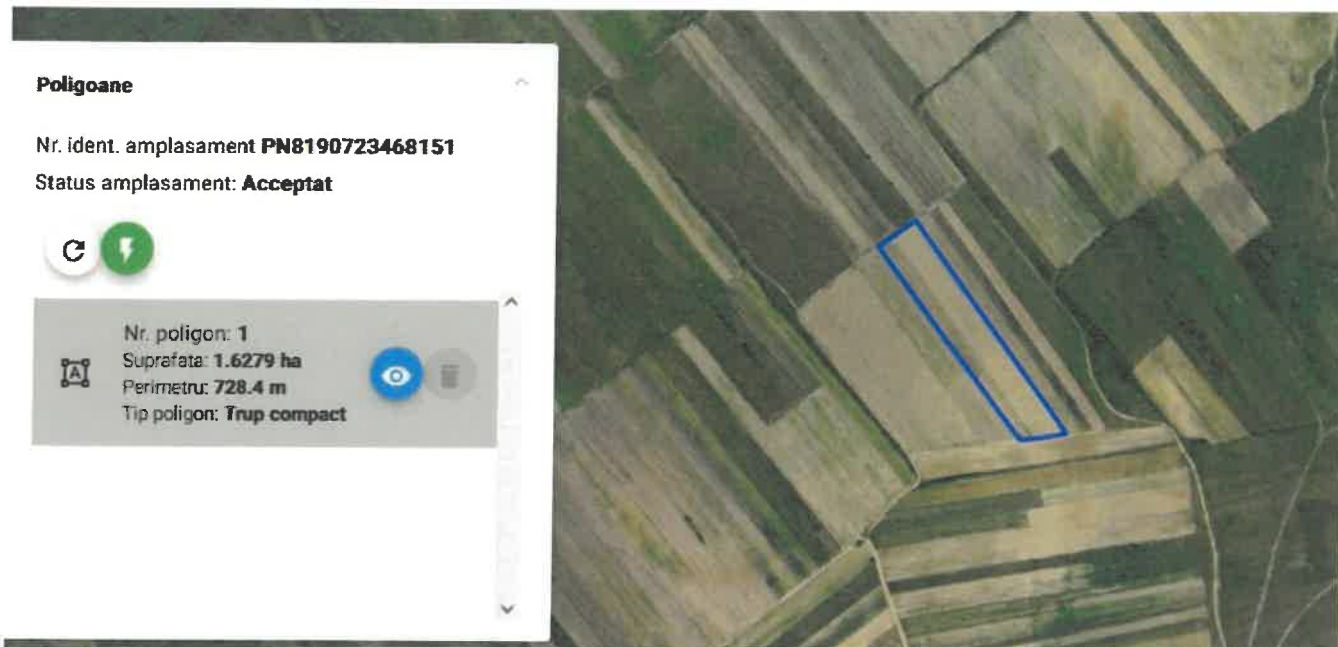 Poligoane
Nr. ident. amplasament PN8190723468151
Status amplasament: Acceptat
Nr. poligon: 1
Suprafata: 1.6279 ha
Perimetru: 728.4 m
Tip poligon: Trup compact